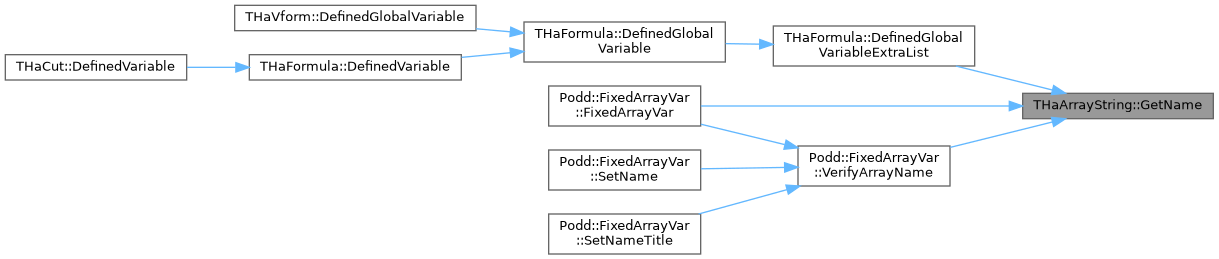 THaVform::DefinedGlobalVariable
THaFormula::DefinedGlobal
Variable
THaFormula::DefinedGlobal
VariableExtraList
THaCut::DefinedVariable
THaFormula::DefinedVariable
Podd::FixedArrayVar
::FixedArrayVar
THaArrayString::GetName
Podd::FixedArrayVar
::SetName
Podd::FixedArrayVar
::VerifyArrayName
Podd::FixedArrayVar
::SetNameTitle